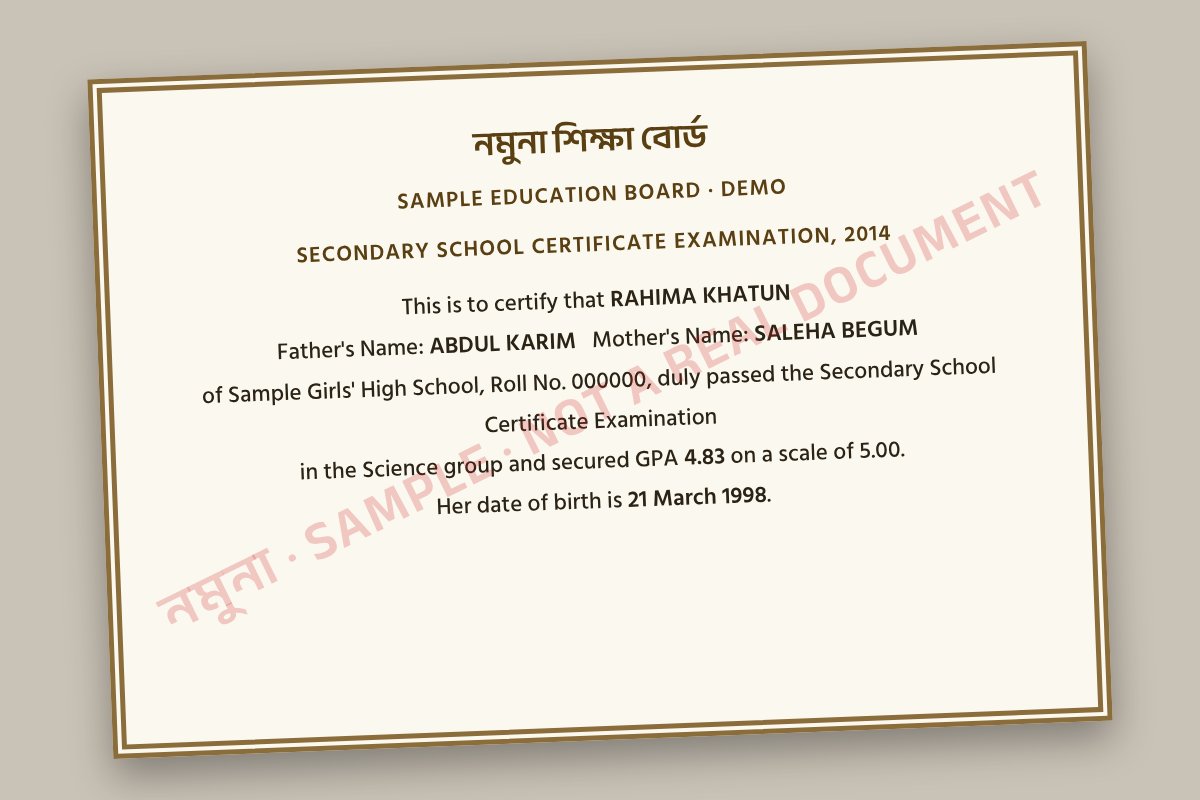 নমুনা শিক্ষা বোর্ড
SAMPLE EDUCATION BOARD · DEMO
SECONDARY SCHOOL CERTIFICATE EXAMINATION, 2014
This is to certify that RAHIMA KHATUN
Father's Name: ABDUL KARIM Mother's Name: SALEHA BEGUM
of Sample Girls' High School, Roll No. 000000, duly passed the Secondary School
Certificate Examination
in the Science group and secured GPA 4.83 on a scale of 5.00.
Her date of birth is 21 March 1998.
নমুনা · SAMPLE · NOT A REAL DOCUMENT